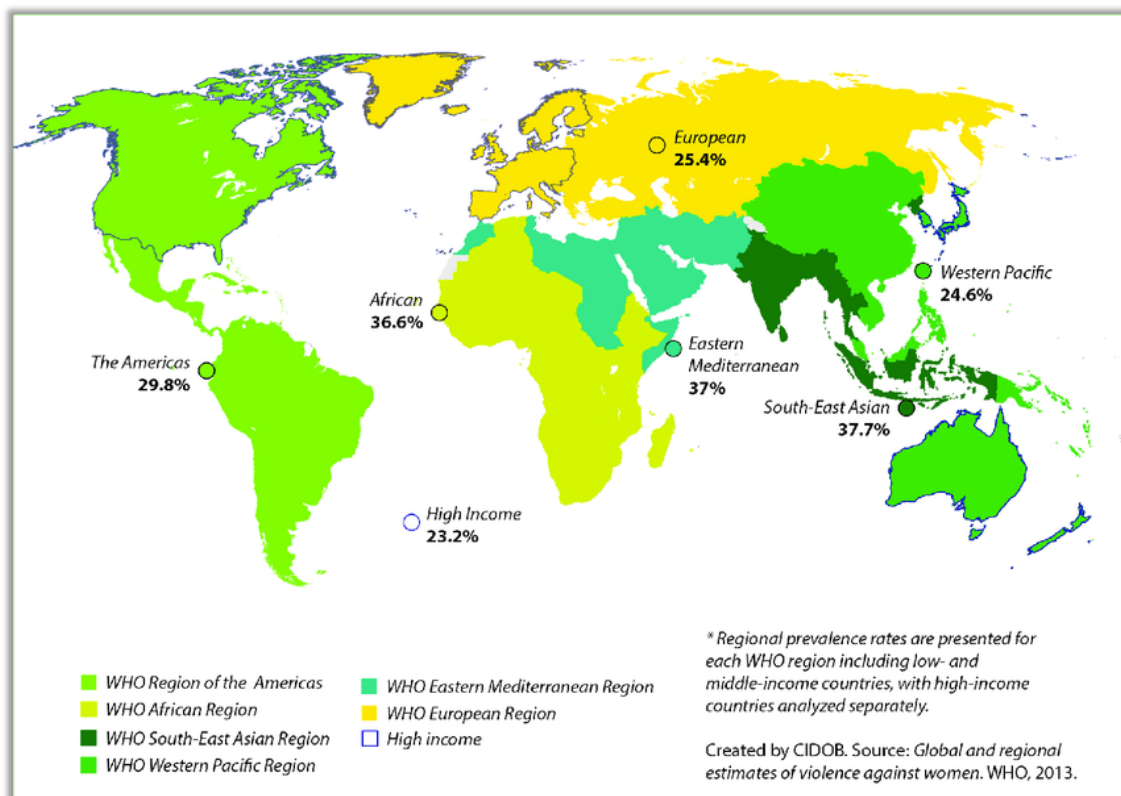 European
25.4%
Western Pacific
24.6%
African
36.6%
Eastern
Mediterranean
37%
The Americas
29.8%
South-East Asian
37.7%
High Income
23.2%
WHO Region of the Americas
WHO African Region
WHO South-East Asian Region
WHO Western Pacific Region
WHO Eastern Mediterranean Region
WHO European Region
High income
* Regional prevalence rates are presented for
each WHO region including low- and
middle-income countries, with high-income
countries analyzed separately.
Created by CIDOB. Source: Global and regional
estimates of violence against women. WHO, 2013.